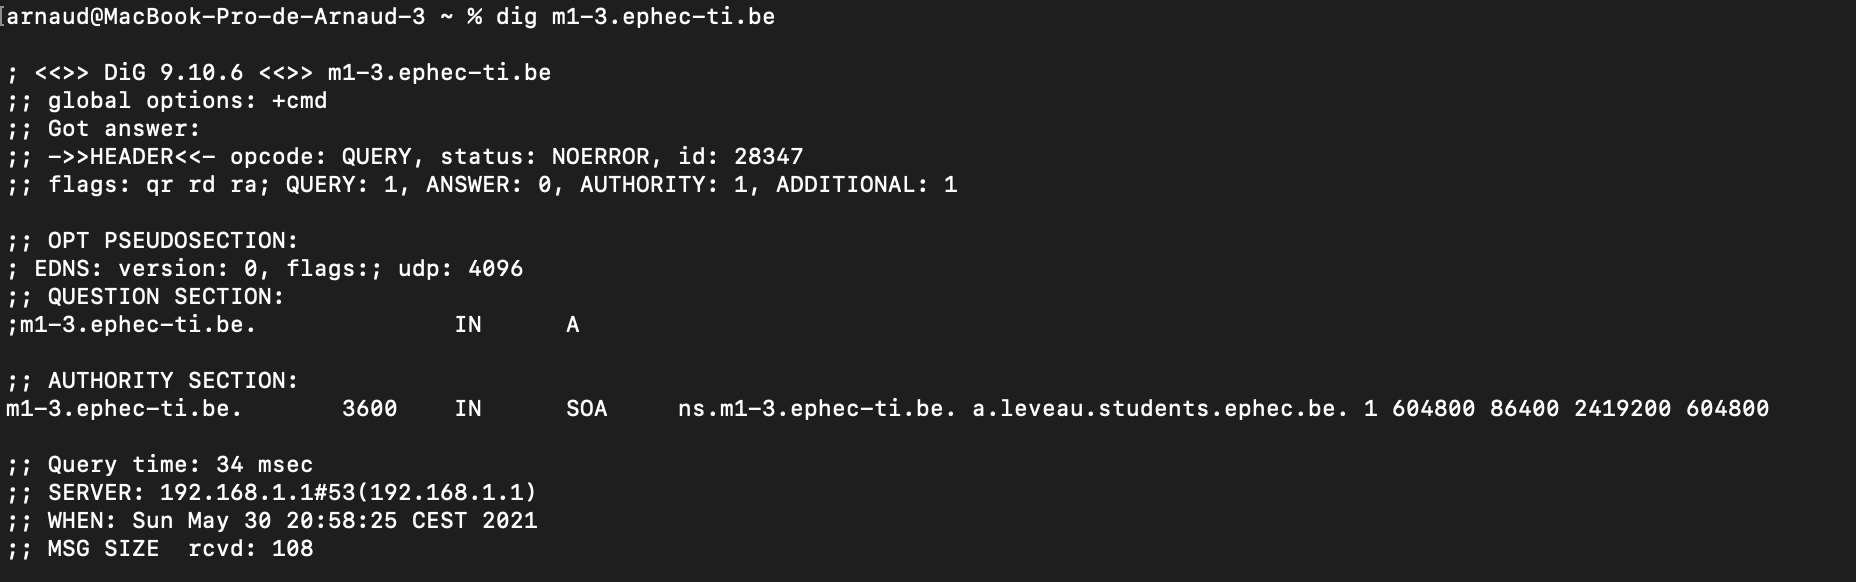 arnaud@MacBook-Pro-de-Arnaud-3 ~ % dig m1-3.ephec-ti.be
; <<>> DiG 9.10.6 <<>> m1-3.ephec-ti.be
;; global options: +cmd
;; Got answer:
;; ->>HEADER<<- opcode: QUERY, status: NOERROR, id: 28347
;; flags: qr rd ra; QUERY: 1, ANSWER: 0, AUTHORITY: 1, ADDITIONAL: 1
;; OPT PSEUDOSECTION:
; EDNS: version: 0, flags:; udp: 4096
;; QUESTION SECTION:
;m1-3.ephec-ti.be. IN A
;; AUTHORITY SECTION:
m1-3.ephec-ti.be. 3600 IN SOA ns.m1-3.ephec-ti.be. a.leveau.students.ephec.be. 1 604800 86400 2419200 604800
;; Query time: 34 msec
;; SERVER: 192.168.1.1#53(192.168.1.1)
;; WHEN: Sun May 30 20:58:25 CEST 2021
;; MSG SIZE rcvd: 108